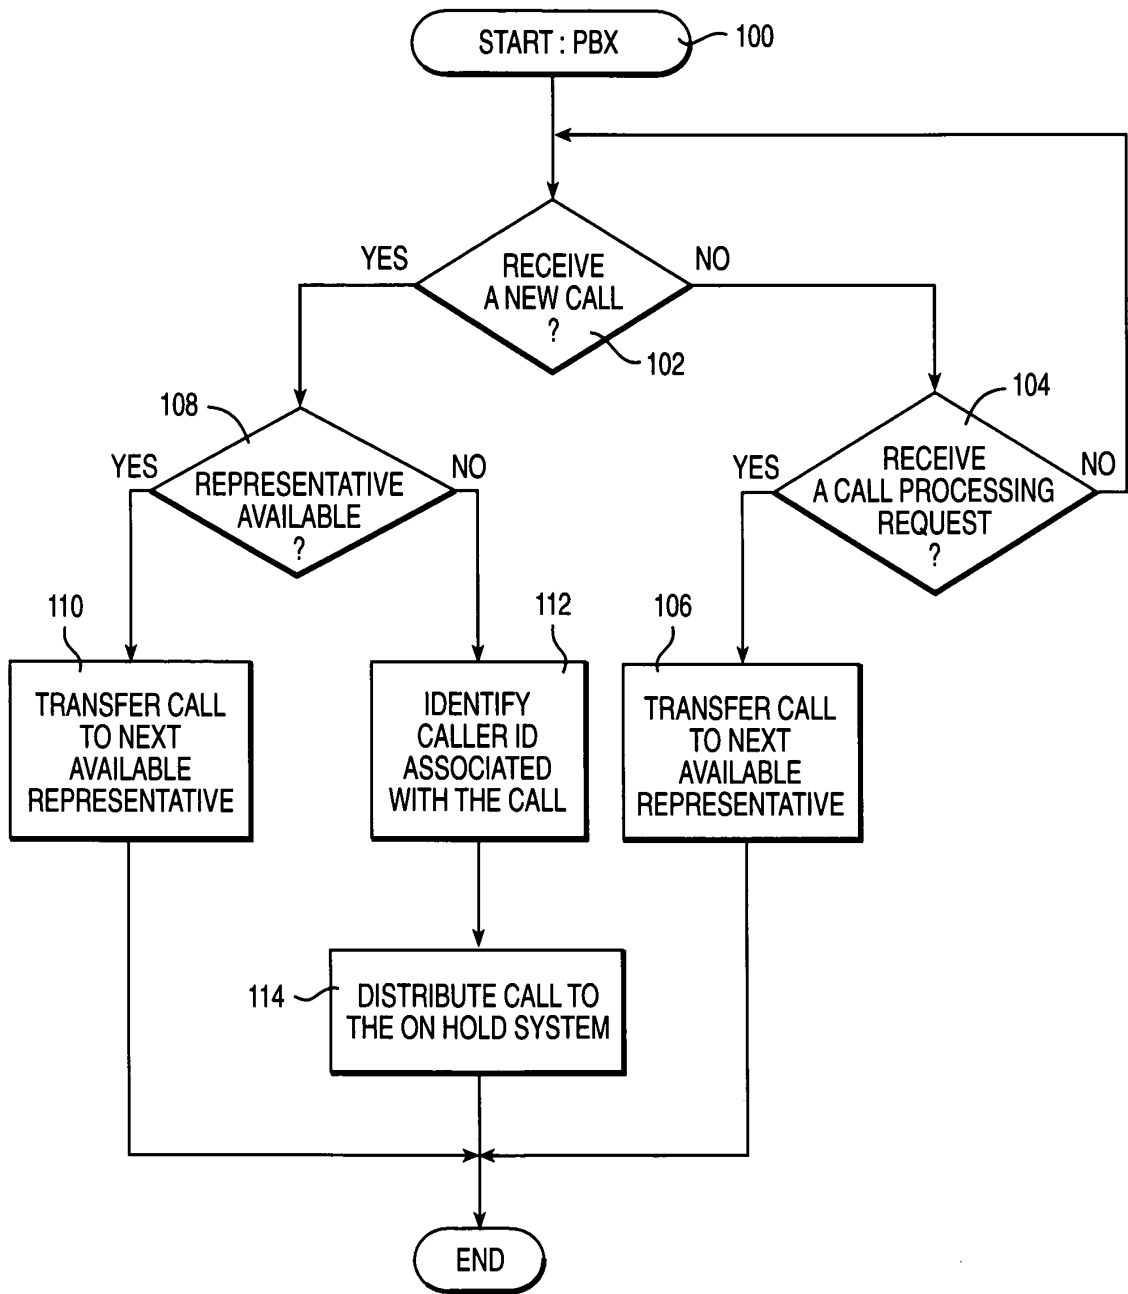 START : PBX
100
YES
NO
RECEIVE
A NEW CALL
?
102
108
104
YES
NO
REPRESENTATIVE
AVAILABLE
?
YES
NO
RECEIVE
A CALL PROCESSING
REQUEST
?
110
112
106
TRANSFER CALL
TO NEXT
AVAILABLE
REPRESENTATIVE
IDENTIFY
CALLER ID
ASSOCIATED
WITH THE CALL
TRANSFER CALL
TO NEXT
AVAILABLE
REPRESENTATIVE
114
DISTRIBUTE CALL TO
THE ON HOLD SYSTEM
END